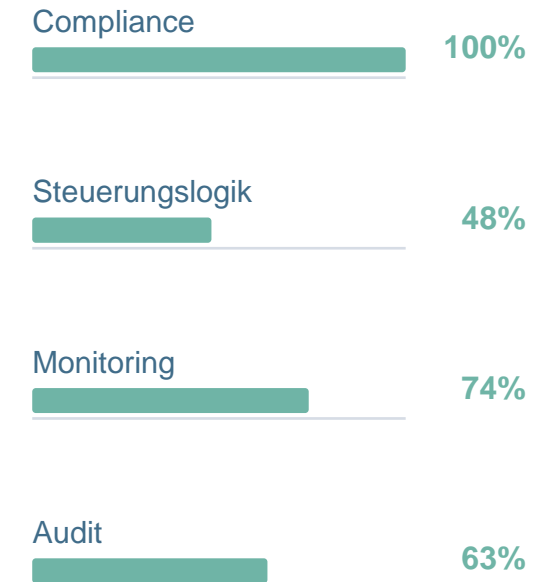 Compliance
100%
Steuerungslogik
48%
Monitoring
74%
Audit
63%